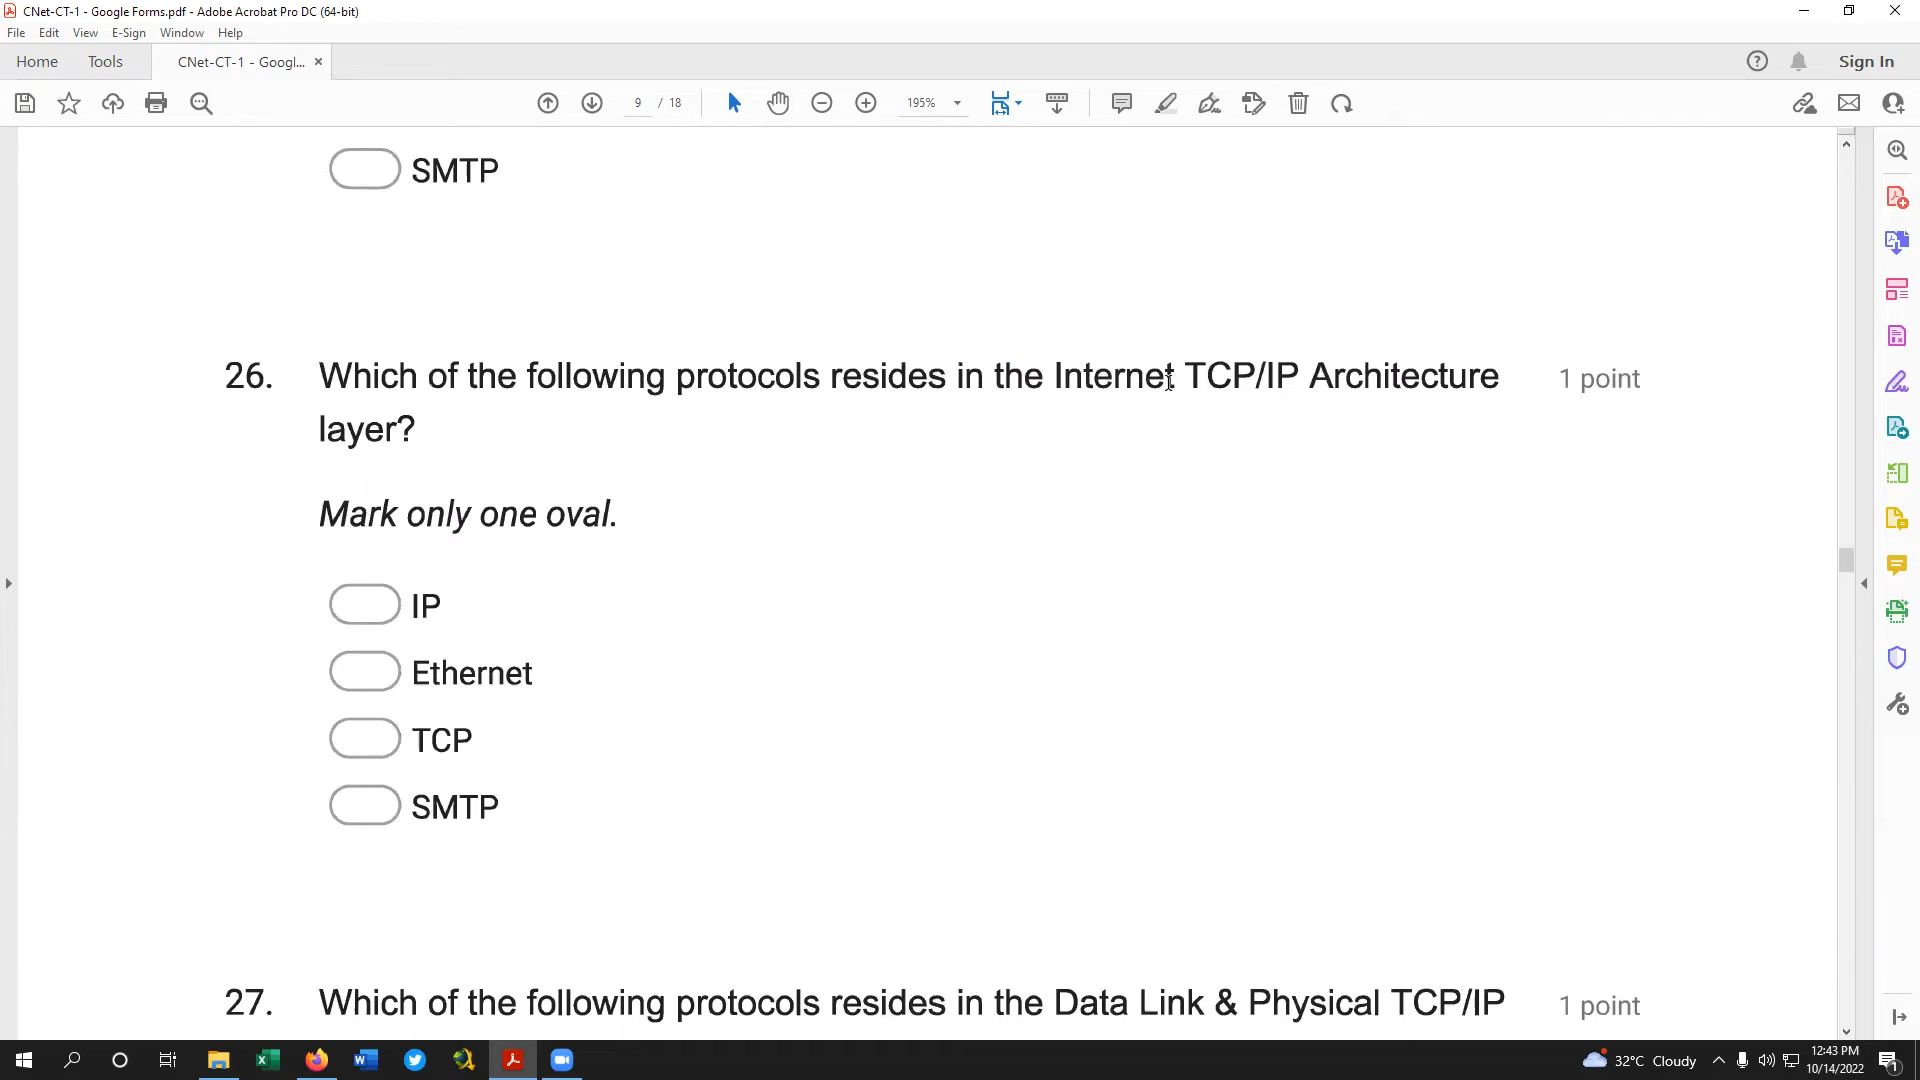 CNet-CT-1 - Google Forms.pdf - Adobe Acrobat Pro DC (64-bit)
File Edit View E-Sign Window Help
Home Tools CNet-CT-1 - Googl... Sign In
9 / 18 195%
SMTP
26. Which of the following protocols resides in the Internet TCP/IP Architecture 1 point
layer?
Mark only one oval.
IP
Ethernet
TCP
SMTP
27. Which of the following protocols resides in the Data Link & Physical TCP/IP 1 point
32°C Cloudy 12:43 PM
10/14/2022
1